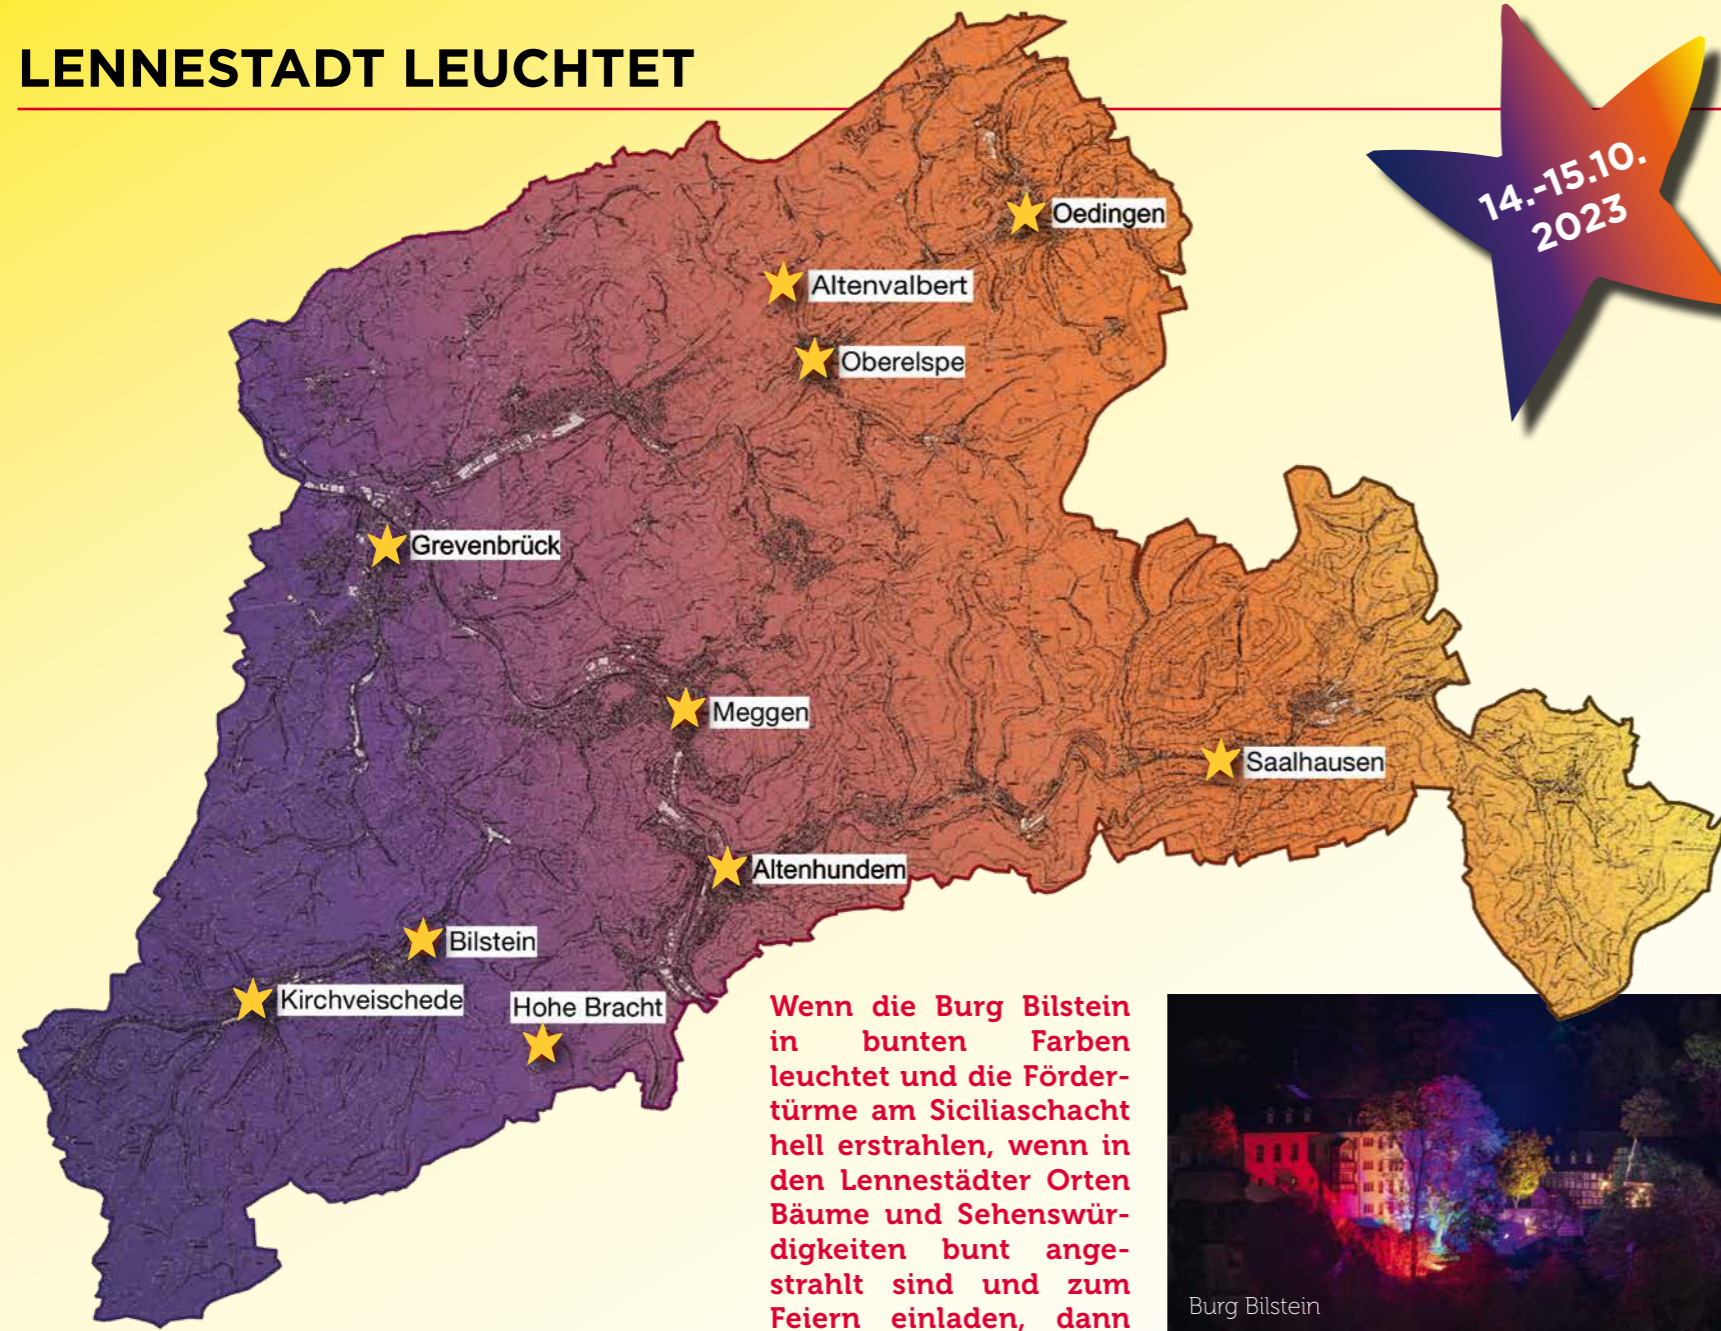 LENNESTADT LEUCHTET
14.-15.10.
2023
Oedingen
Altenvalbert
Oberelspe
Grevenbrück
Meggen
Saalhausen
Altenhundem
Bilstein
Kirchveischede
Hohe Bracht
Wenn die Burg Bilstein
in bunten Farben
leuchtet und die Förder-
türme am Siciliaschacht
hell erstrahlen, wenn in
den Lennestädter Orten
Bäume und Sehenswür-
digkeiten bunt ange-
strahlt sind und zum
Feiern einladen, dann
Burg Bilstein